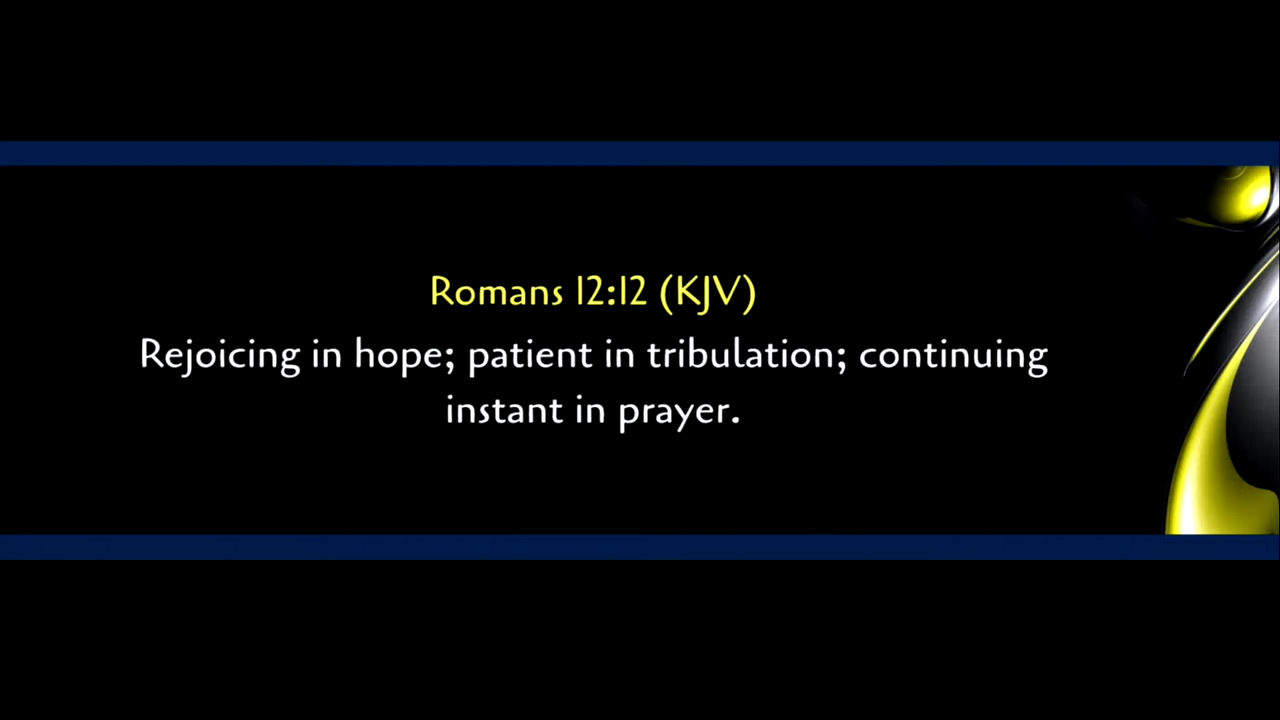 Romans 12:12 (KJV)
Rejoicing in hope; patient in tribulation; continuing
instant in prayer.